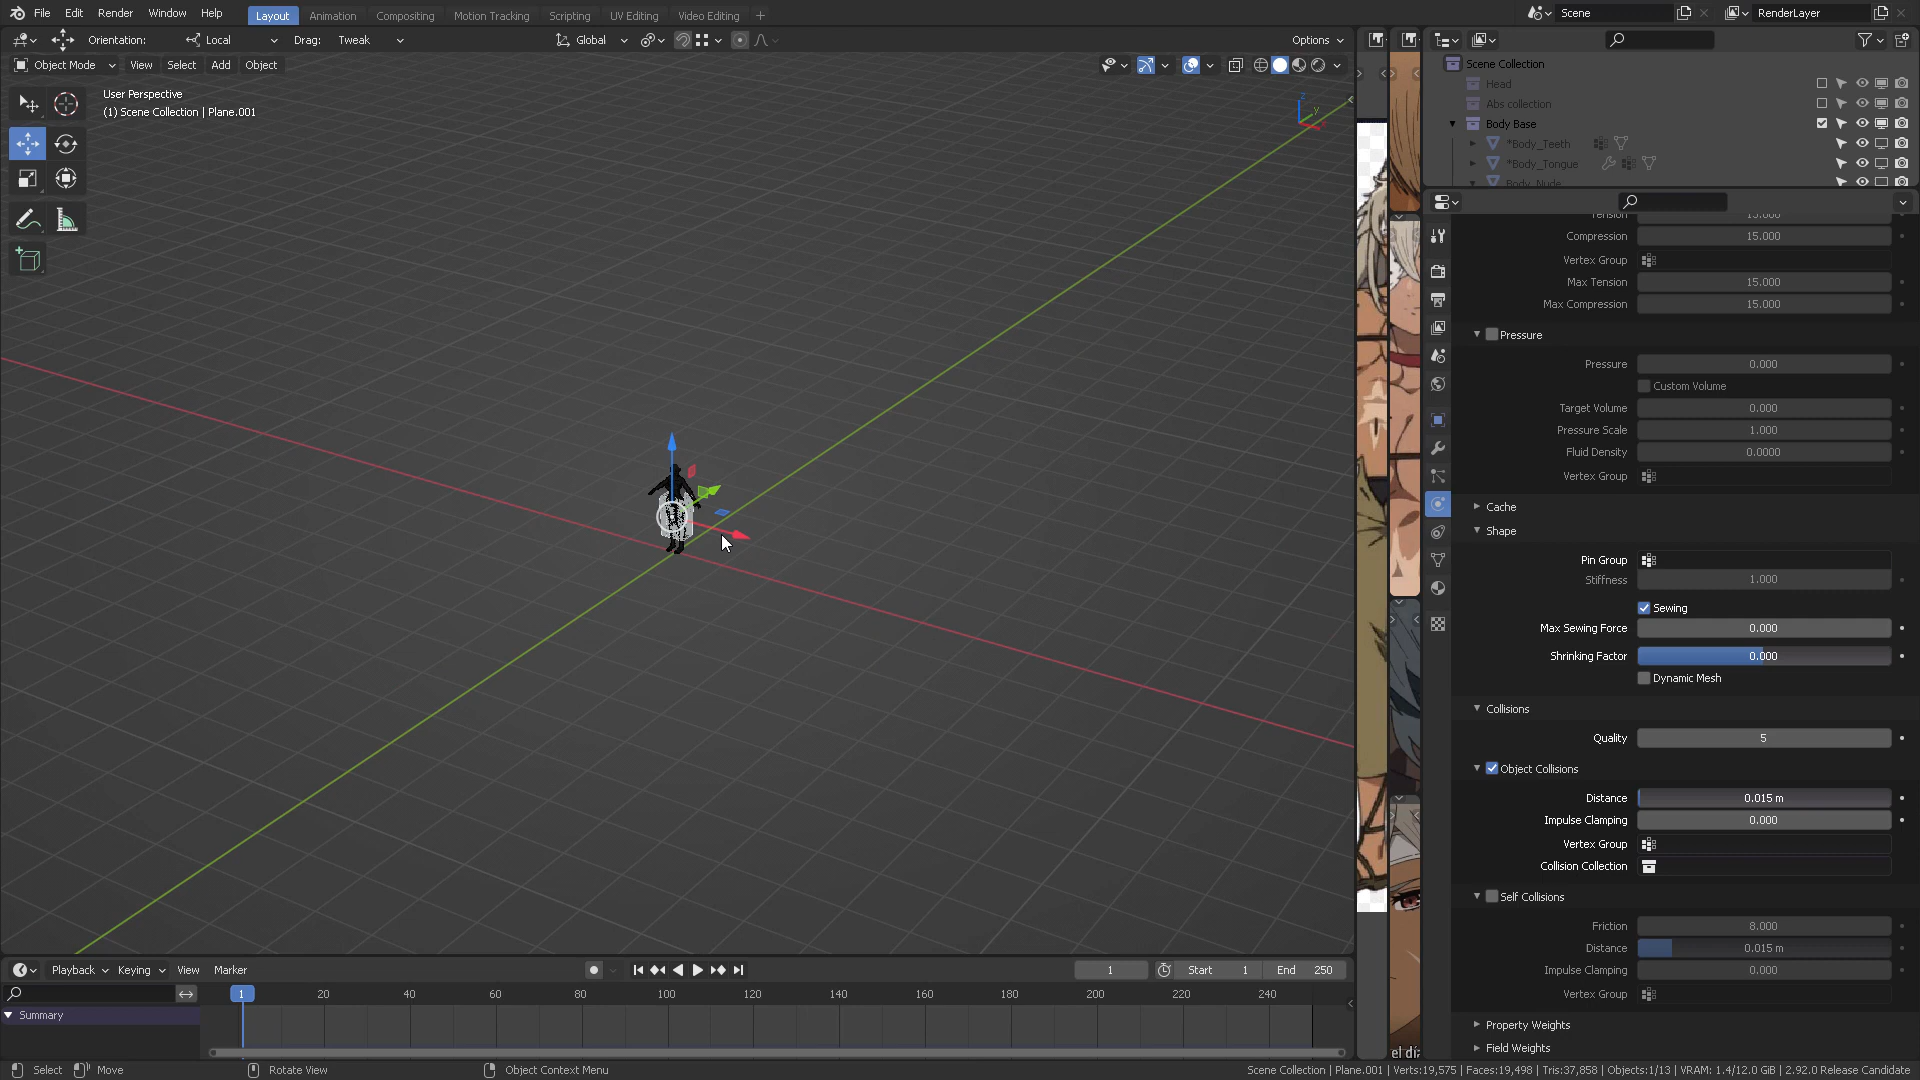 File Edit Render Window Help Layout Animation Compositing Motion Tracking Scripting UV Editing Video Editing + Scene RenderLayer
Orientation: Local Drag: Tweak Global Options
Object Mode View Select Add Object
User Perspective
(1) Scene Collection | Plane.001
Z
Y
Scene Collection
Head
Abs collection
Body Base
*Body_Teeth
*Body_Tongue
Body_Nude
Tension 15.000
Compression 15.000
Vertex Group
Max Tension 15.000
Max Compression 15.000
Pressure
Pressure 0.000
Custom Volume
Target Volume 0.000
Pressure Scale 1.000
Fluid Density 0.0000
Vertex Group
Cache
Shape
Pin Group
Stiffness 1.000
Sewing
Max Sewing Force 0.000
Shrinking Factor 0.000
Dynamic Mesh
Collisions
Quality 5
Object Collisions
Distance 0.015 m
Impulse Clamping 0.000
Vertex Group
Collision Collection
Self Collisions
Friction 8.000
Distance 0.015 m
Impulse Clamping 0.000
Vertex Group
Property Weights
Field Weights
el día
Playback Keying View Marker 1 Start 1 End 250
1 20 40 60 80 100 120 140 160 180 200 220 240
Summary
Select Move Rotate View Object Context Menu Scene Collection | Plane.001 | Verts:19,575 | Faces:19,498 | Tris:37,858 | Objects:1/13 | VRAM: 1.4/12.0 GiB | 2.92.0 Release Candidate